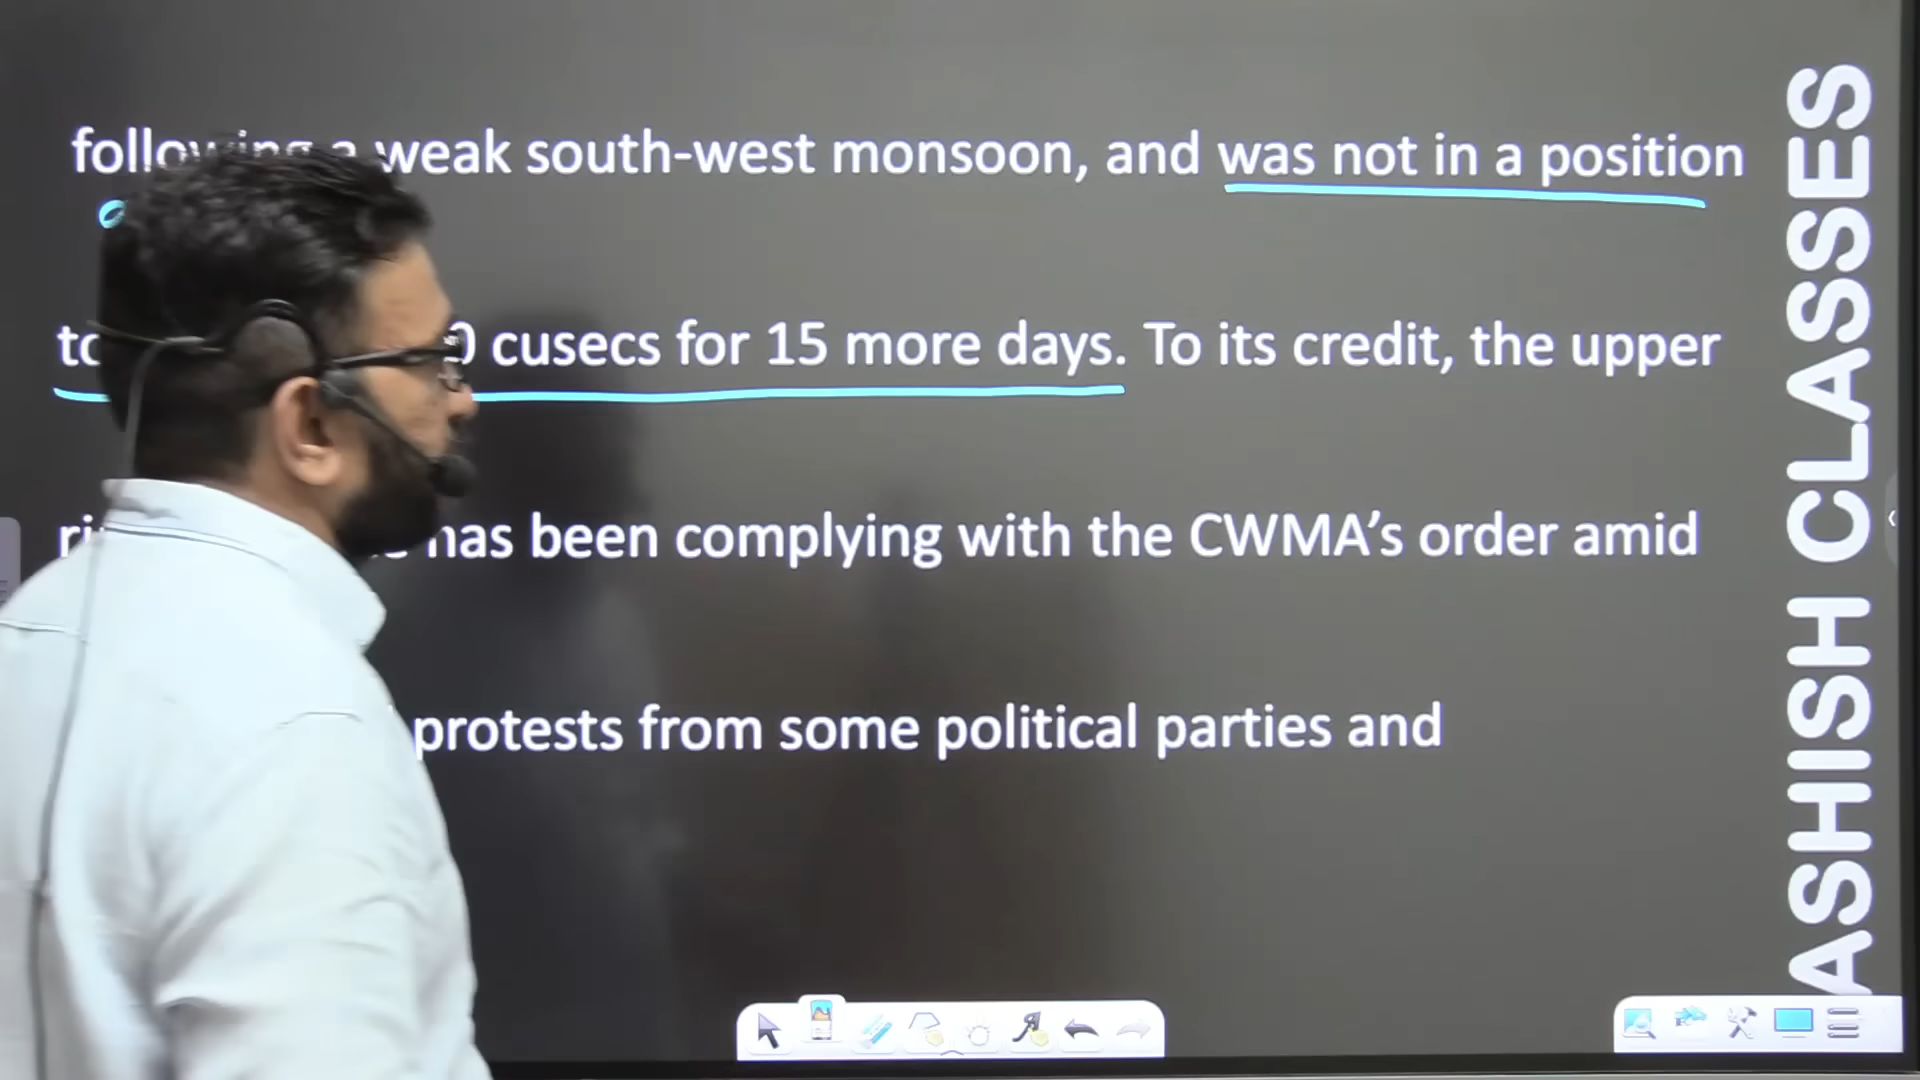 following a weak south-west monsoon, and was not in a position
cusecs for 15 more days. To its credit, the upper
has been complying with the CWMA’s order amid
protests from some political parties and
ASHISH CLASSES